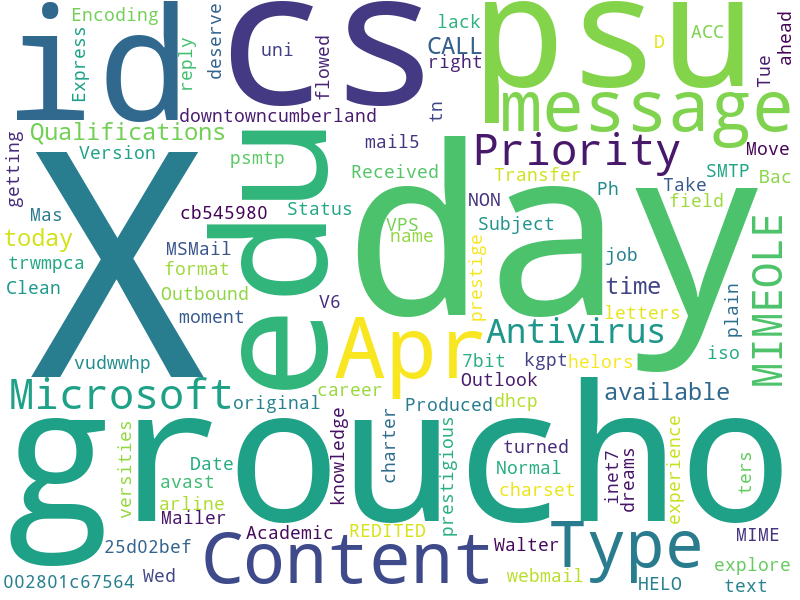 id
cs
psu
Encoding
Express
reply
deserve
uni
flowed
lack
CALL
right
D
ACC
Tue
ahead
downtowncumberland
tn
message
getting
Qualifications
Version
psmtp
mail5
Priority
Move
X
edu
day
Received
NON
Transfer
Ph
Take
SMTP
field
Bac
Mas
cb545980
Status
VPS
name
Subject
today
MSMail
trwmpca
format
prestige
job
MIMEOLE
Clean
Outbound
V6
time
moment
Apr
Antivirus
letters
plain
vudwwhp
7bit
kgpt
helors
iso
Microsoft
career
Outlook
available
original
Produced
dhcp
groucho
versities
Date
knowledge
charter
prestigious
turned
Normal
inet7
dreams
experience
ters
avast
charset
arline
Mailer
Academic
REDITED
Content
Walter
Type
MIME
25d02bef
explore
002801c67564
Wed
webmail
HELO
text